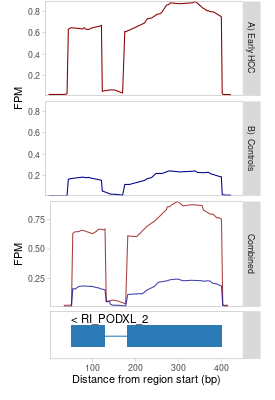 0.8
0.6
0.4
0.2
A) Early HCC
FPM
0.8
0.6
0.4
0.2
B) Controls
0.75
0.50
0.25
FPM
Combined
< RI_PODXL_2
100 200 300 400
Distance from region start (bp)